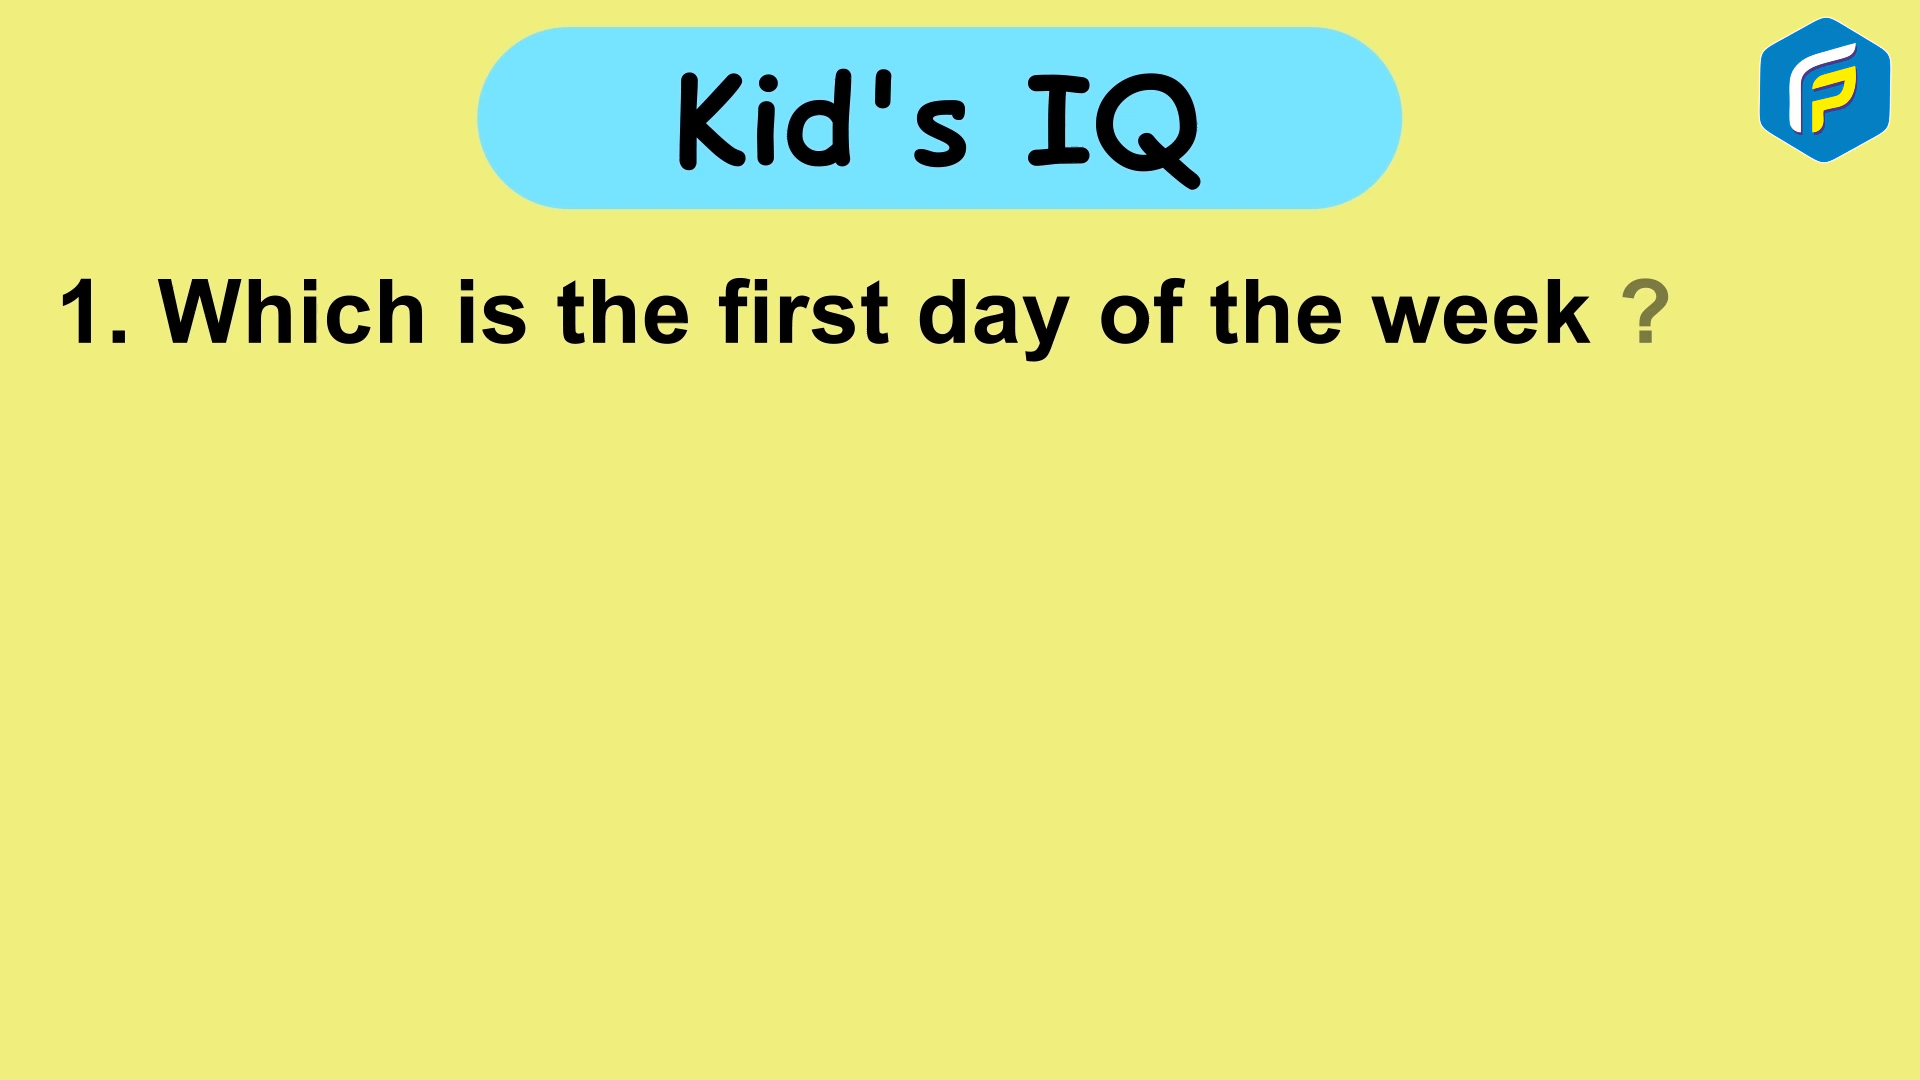 Kid's IQ
1. Which is the first day of the week ?